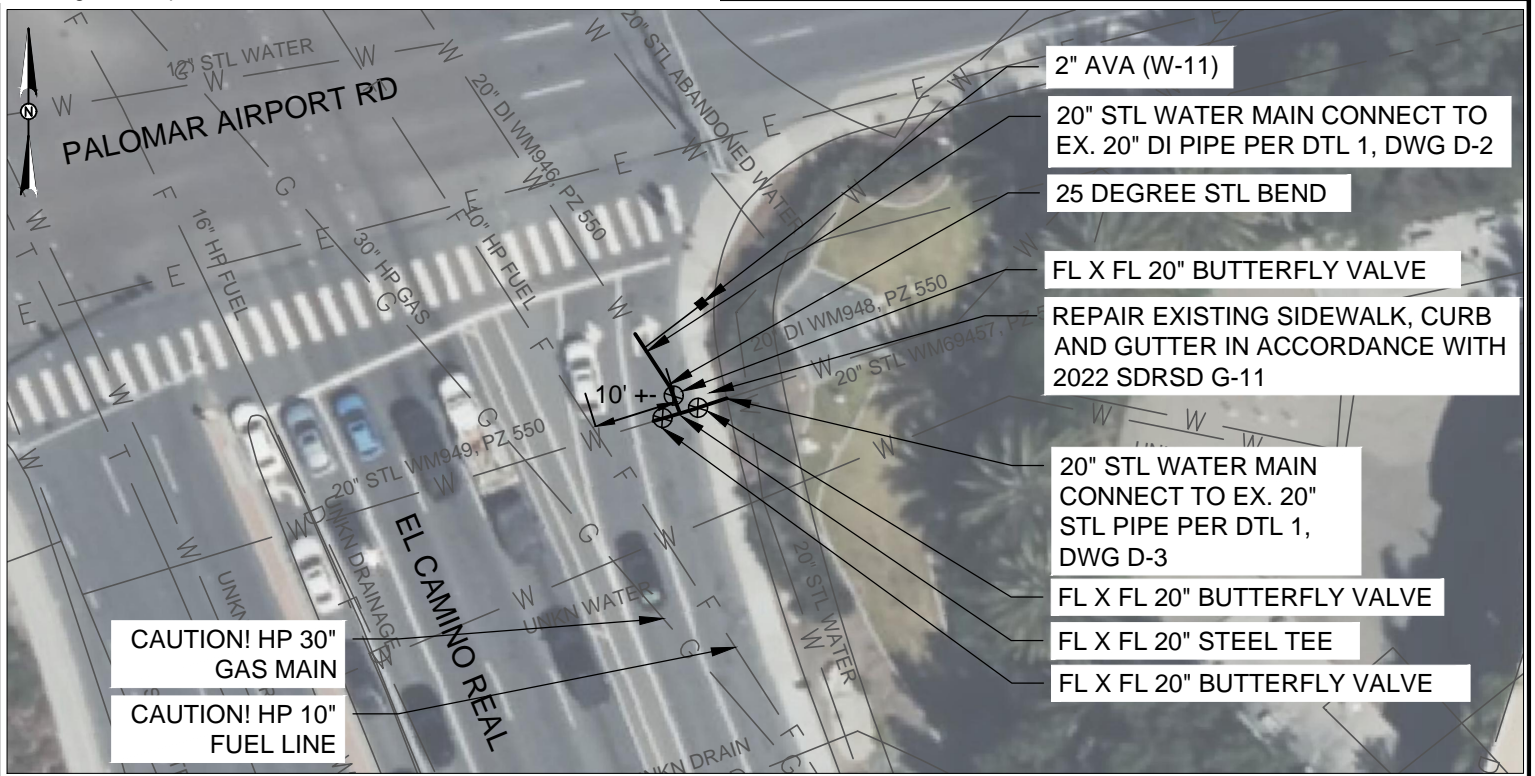 12" STL WATER
20" STL ABANDONED WATER
PALOMAR AIRPORT RD
N
20" DI WM946, PZ 550
16" HP FUEL
30" HP GAS
10" HP FUEL
2" AVA (W-11)
20" STL WATER MAIN CONNECT TO
EX. 20" DI PIPE PER DTL 1, DWG D-2
25 DEGREE STL BEND
FL X FL 20" BUTTERFLY VALVE
REPAIR EXISTING SIDEWALK, CURB
AND GUTTER IN ACCORDANCE WITH
2022 SDRSD G-11
20" DI WM948, PZ 550
20" STL WM69457, PZ
10' +-
20" STL WM949, PZ 550
20" STL WATER MAIN
CONNECT TO EX. 20"
STL PIPE PER DTL 1,
DWG D-3
FL X FL 20" BUTTERFLY VALVE
FL X FL 20" STEEL TEE
FL X FL 20" BUTTERFLY VALVE
UNKN DRAINAGE
EL CAMINO REAL
UNKN WATER
20" STL WATER
CAUTION! HP 30"
GAS MAIN
CAUTION! HP 10"
FUEL LINE
UNKN DRAIN